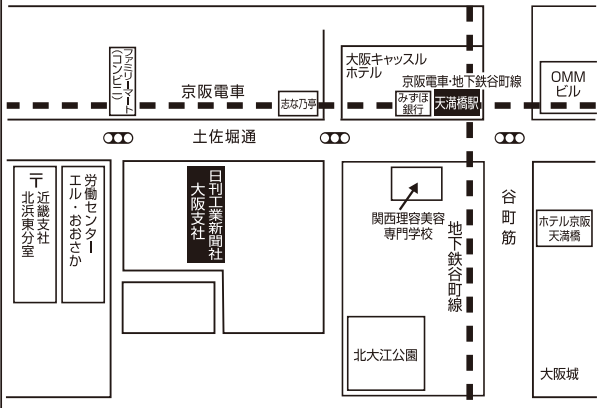 大阪キャッスル
ホテル
京阪電車・地下鉄谷町線
OMM
ビル
ファミリーマート
(コンビニ)
京阪電車
志な乃亭
みずほ
銀行
天満橋駅
土佐堀通
〒
近畿支社
北浜東分室
労働センター
エル・おおさか
日刊工業新聞社
大阪支社
関西理容美容
専門学校
地下鉄谷町線
谷町筋
ホテル京阪
天満橋
北大江公園
大阪城